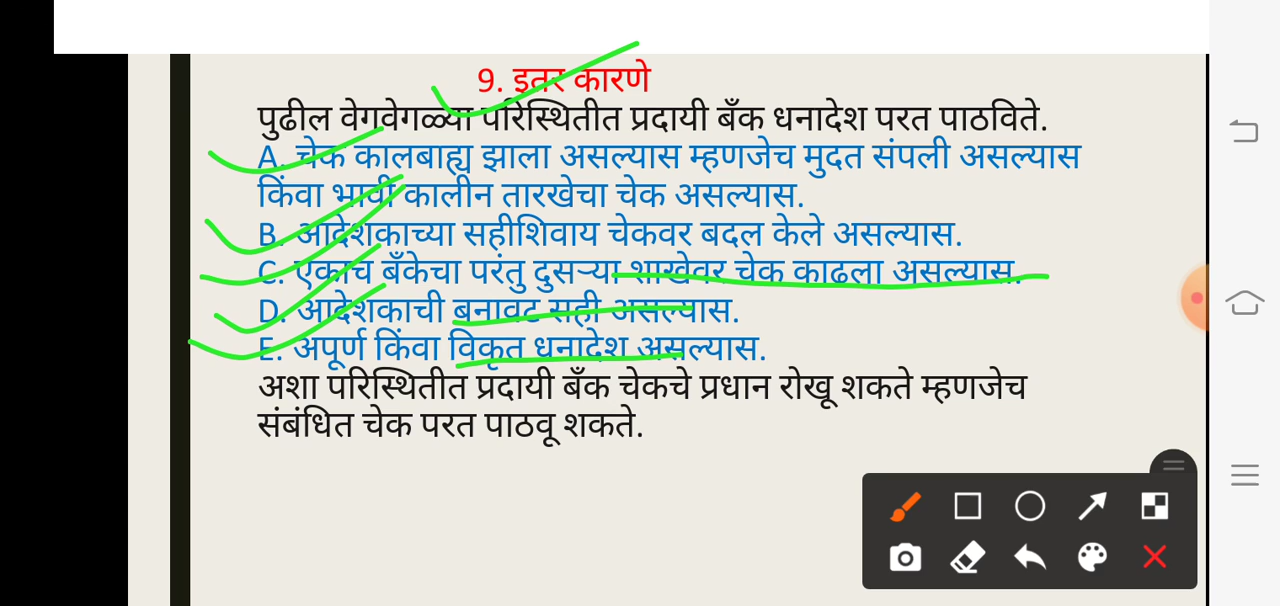 9. इतर कारणे
पुढील वेगवेगळ्या परिस्थितीत प्रदायी बँक धनादेश परत पाठविते.
A. चेक कालबाह्य झाला असल्यास म्हणजेच मुदत संपली असल्यास
किंवा भावी कालीन तारखेचा चेक असल्यास.
B. आदेशकाच्या सहीशिवाय चेकवर बदल केले असल्यास.
C. एकाच बँकेचा परंतु दुसऱ्या शाखेवर चेक काढला असल्यास.
D. आदेशकाची बनावट सही असल्यास.
E. अपूर्ण किंवा विकृत धनादेश असल्यास.
अशा परिस्थितीत प्रदायी बँक चेकचे प्रधान रोखू शकते म्हणजेच
संबंधित चेक परत पाठवू शकते.